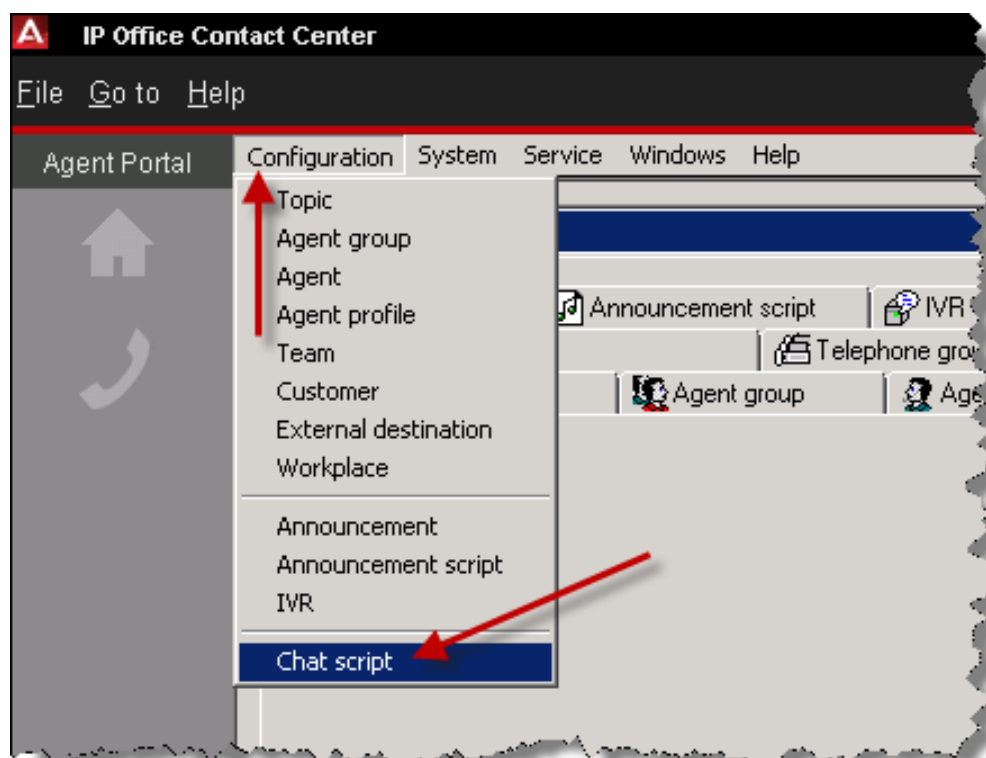 A IP Office Contact Center
File Go to Help
Agent Portal Configuration System Service Windows Help
Topic
Agent group
Agent
Agent profile
Announcement script IVR
Team
Telephone
Customer
Agent group
External destination
Workplace
Announcement
Announcement script
IVR
Chat script